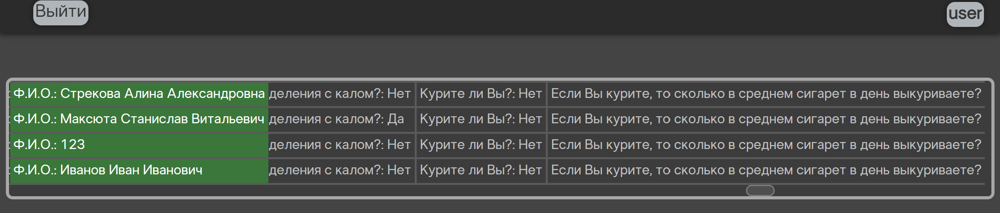 Выйти
user
Ф.И.О.: Стрекова Алина Александровна деления с калом?: Нет Курите ли Вы?: Нет Если Вы курите, то сколько в среднем сигарет в день выкуриваете?
Ф.И.О.: Максюта Станислав Витальевич деления с калом?: Да Курите ли Вы?: Нет Если Вы курите, то сколько в среднем сигарет в день выкуриваете?
Ф.И.О.: 123 деления с калом?: Нет Курите ли Вы?: Нет Если Вы курите, то сколько в среднем сигарет в день выкуриваете?
Ф.И.О.: Иванов Иван Иванович деления с калом?: Нет Курите ли Вы?: Нет Если Вы курите, то сколько в среднем сигарет в день выкуриваете?